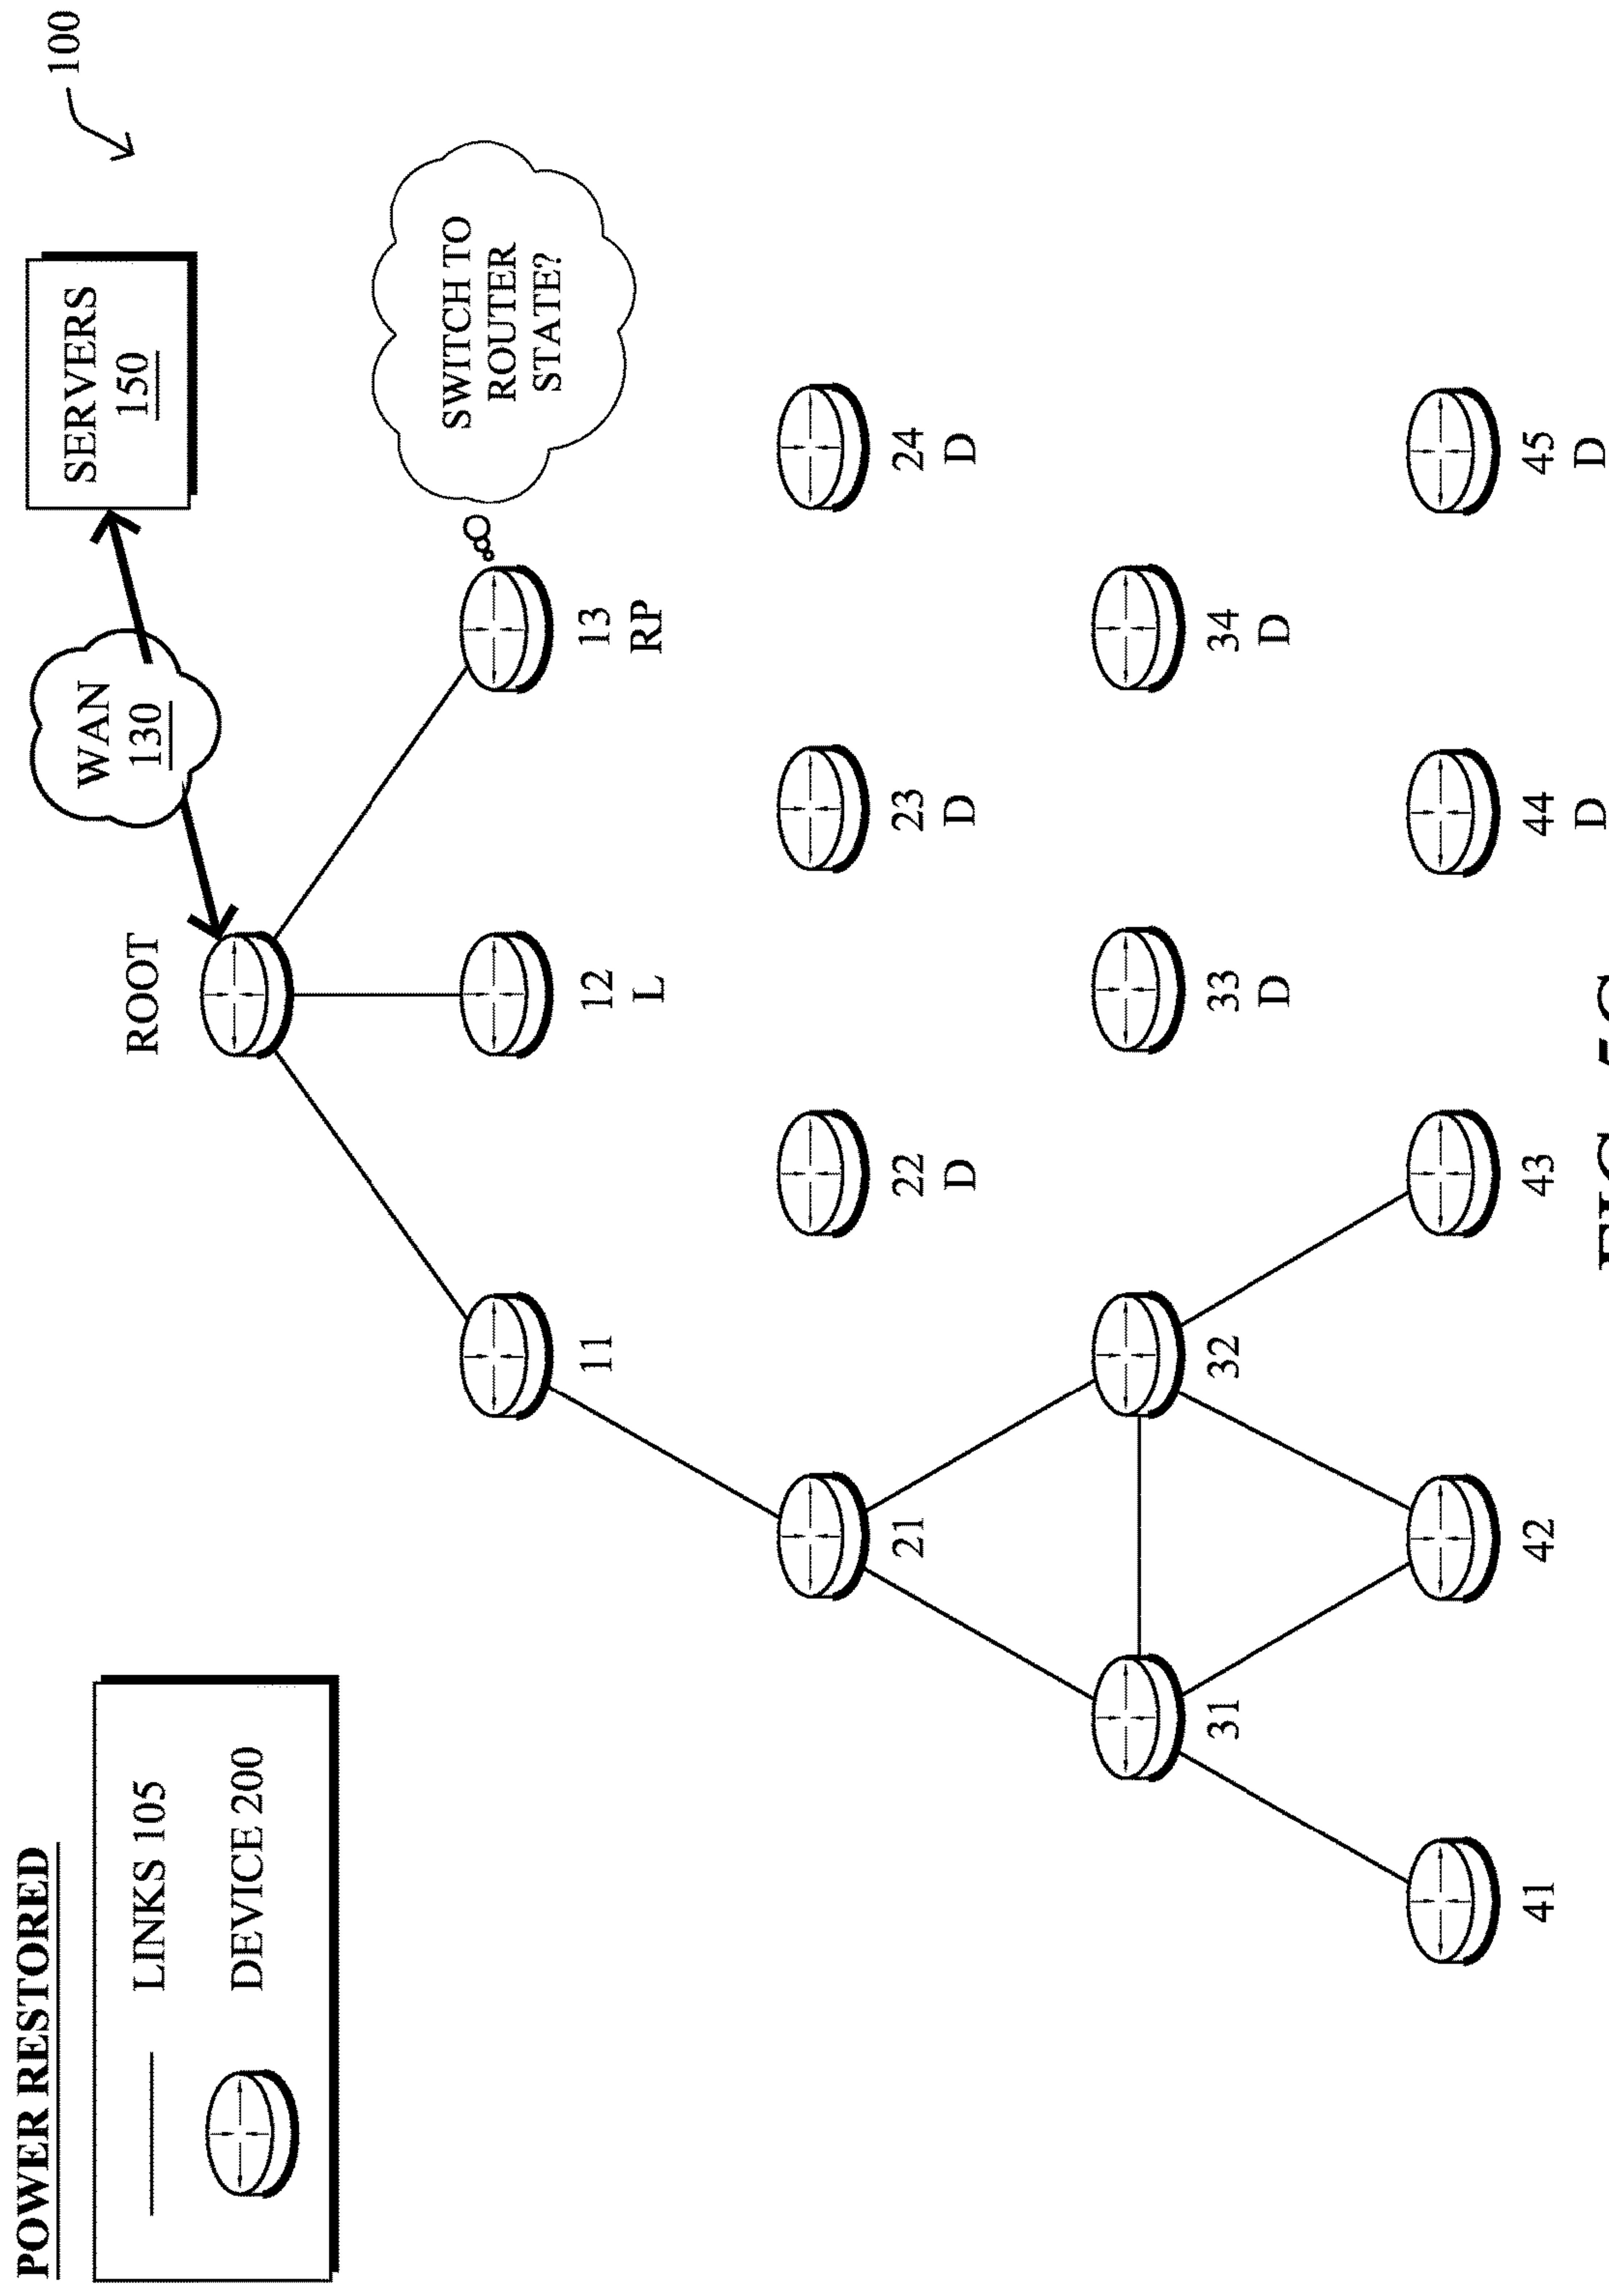 POWER RESTORED
LINKS 105
DEVICE 200
ROOT
WAN
130
SERVERS
150
100
11
12
L
13
RP
SWITCH TO
ROUTER
STATE?
21
22
D
23
D
24
D
31
32
33
D
34
D
41
42
43
44
D
45
D